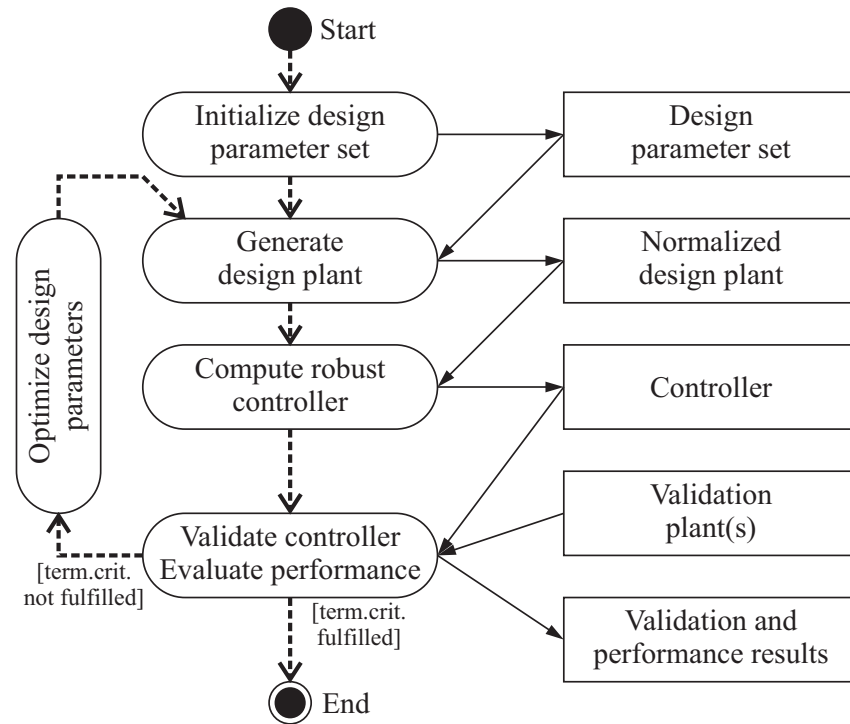 Start
Initialize design
parameter set
Design
parameter set
Generate
design plant
Normalized
design plant
Optimize design
parameters
Compute robust
controller
Controller
Validation
plant(s)
Validate controller
Evaluate performance
[term.crit.
not fulfilled]
[term.crit.
fulfilled]
Validation and
performance results
End